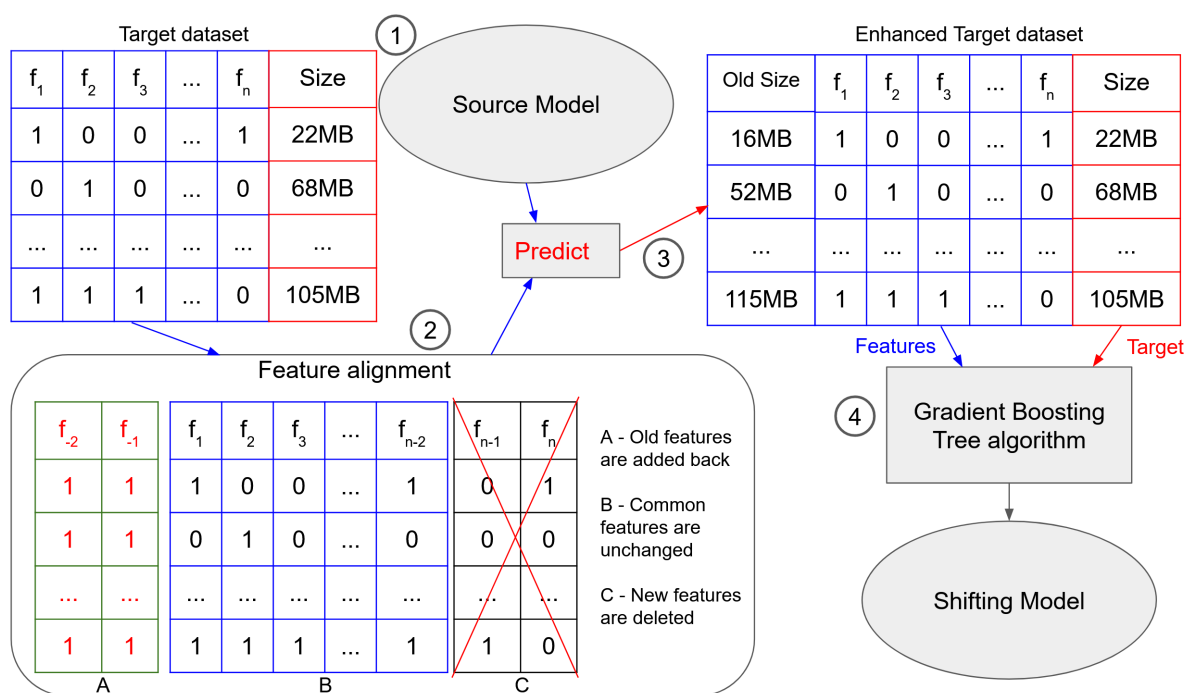 Target dataset
f1 f2 f3 ... fn Size
1 0 0 ... 1 22MB
0 1 0 ... 0 68MB
... ... ... ... ... ...
1 1 1 ... 0 105MB
1
Source Model
Predict
3
Enhanced Target dataset
Old Size f1 f2 f3 ... fn Size
16MB 1 0 0 ... 1 22MB
52MB 0 1 0 ... 0 68MB
... ... ... ... ... ... ...
115MB 1 1 1 ... 0 105MB
2
Feature alignment
f-2 f-1 f1 f2 f3 ... fn-2 fn-1 fn
1 1 1 0 0 ... 1 0 1
1 1 0 1 0 ... 0 0 0
... ... ... ... ... ... ... ... ...
1 1 1 1 1 ... 1 1 0
A B C
A - Old features
are added back
B - Common
features are
unchanged
C - New features
are deleted
Features
Target
4
Gradient Boosting
Tree algorithm
Shifting Model